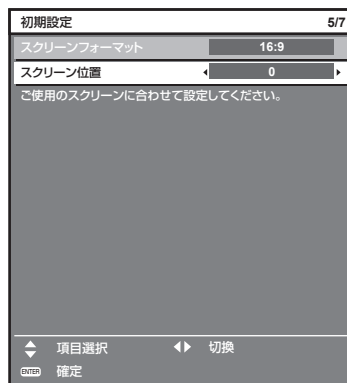 初期設定 5/7
スクリーンフォーマット 16:9
スクリーン位置 0
ご使用のスクリーンに合わせて設定してください。
項目選択 切換
ENTER 確定